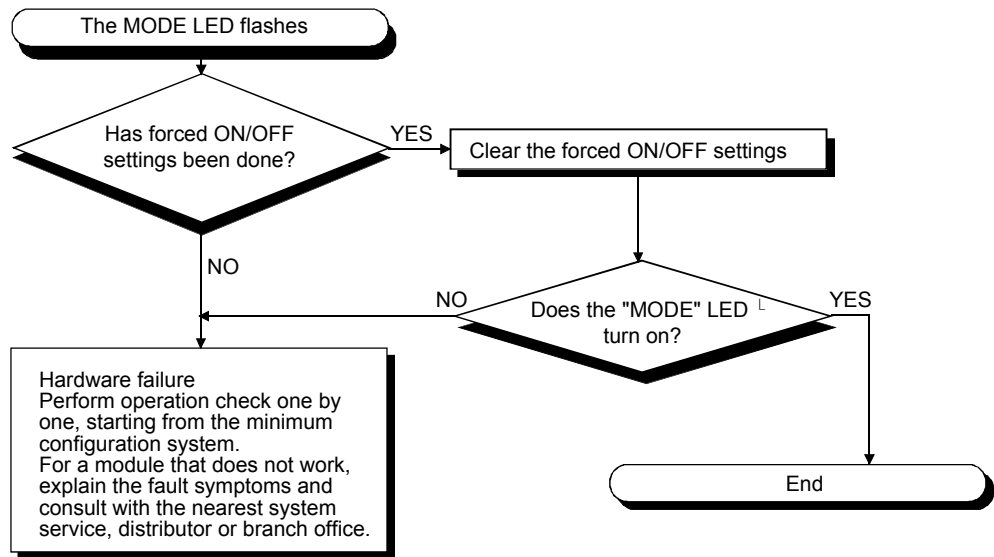 The MODE LED flashes
Has forced ON/OFF
settings been done?
YES
Clear the forced ON/OFF settings
NO
NO
Does the "MODE" LED
turn on?
YES
Hardware failure
Perform operation check one by
one, starting from the minimum
configuration system.
For a module that does not work,
explain the fault symptoms and
consult with the nearest system
service, distributor or branch office.
End